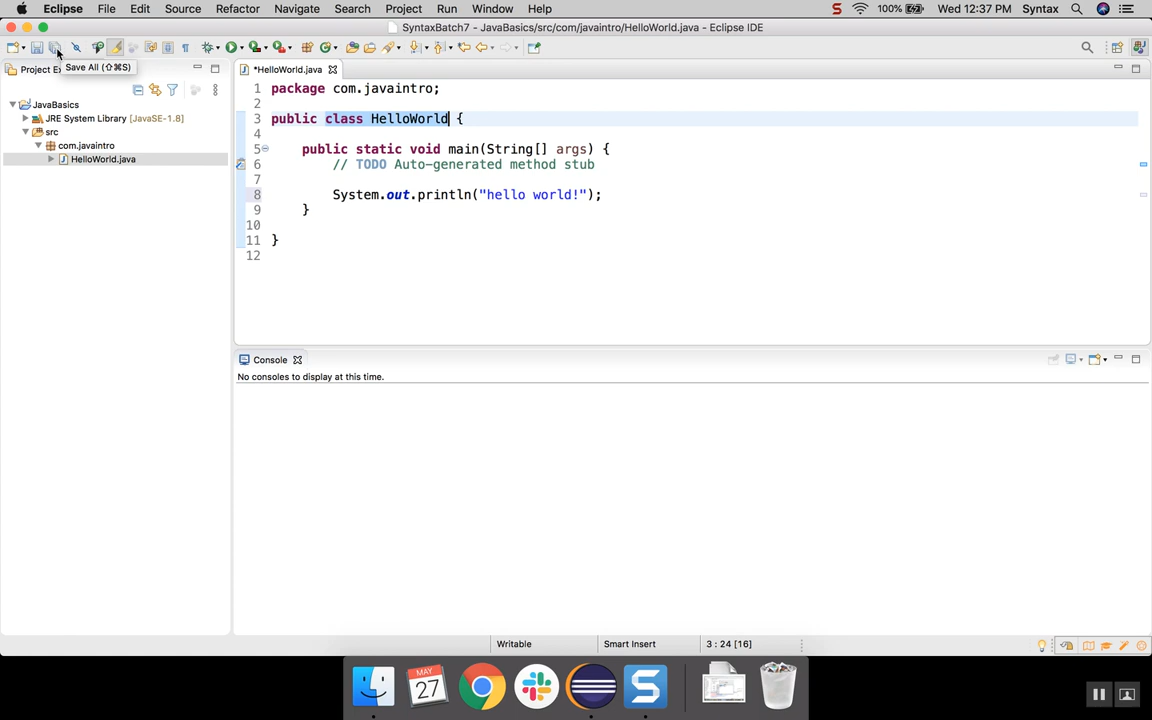 Eclipse File Edit Source Refactor Navigate Search Project Run Window Help S 100% Wed 12:37 PM Syntax
SyntaxBatch7 - JavaBasics/src/com/javaintro/HelloWorld.java - Eclipse IDE
Save All (⇧⌘S)
Project Ex
*HelloWorld.java
JavaBasics
JRE System Library [JavaSE-1.8]
src
com.javaintro
HelloWorld.java
1 package com.javaintro;
2
3 public class HelloWorld {
4
5 public static void main(String[] args) {
6 // TODO Auto-generated method stub
7
8 System.out.println("hello world!");
9 }
10
11 }
12
Console
No consoles to display at this time.
Writable Smart Insert 3 : 24 [16]
MAY
27
S